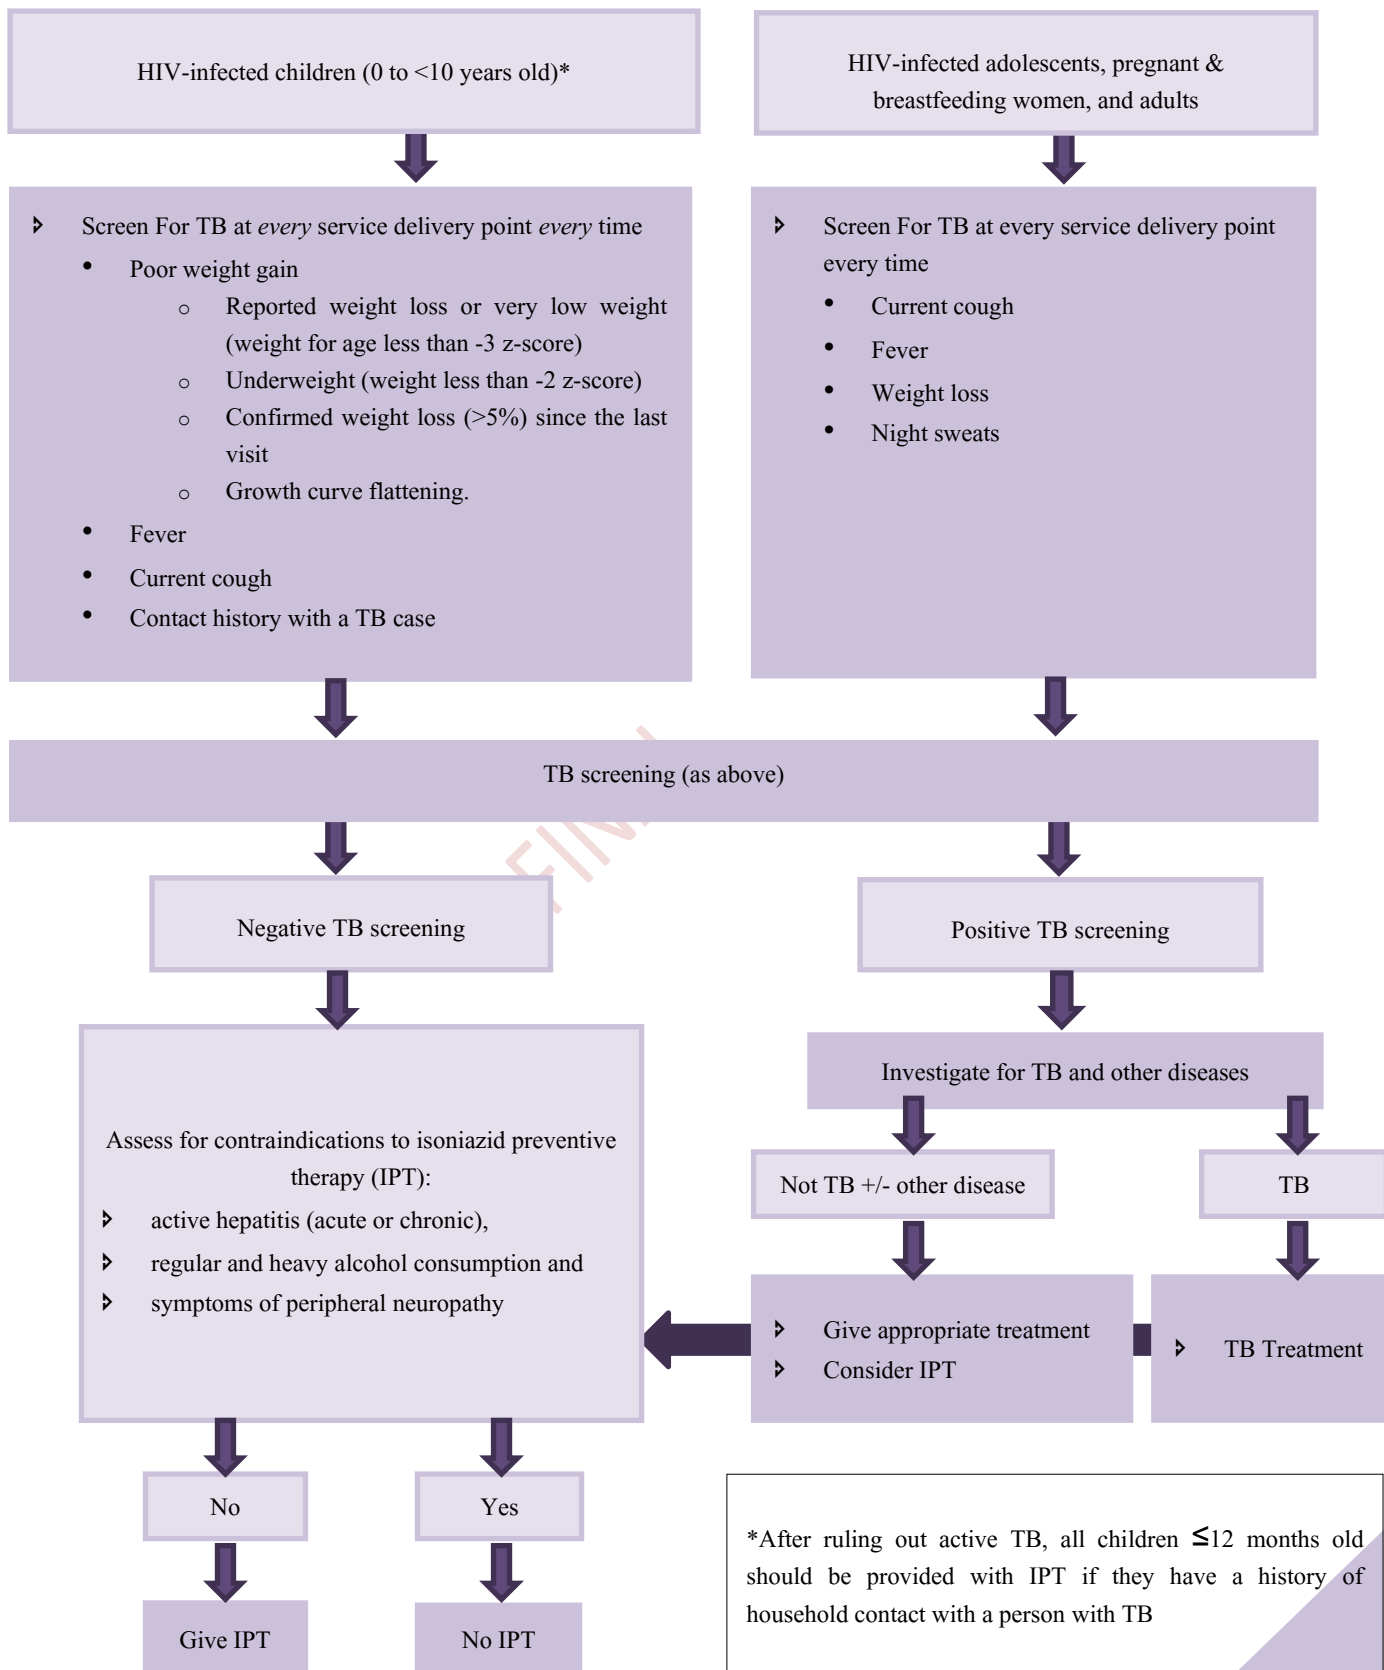 HIV-infected children (0 to <10 years old)*
HIV-infected adolescents, pregnant &
breastfeeding women, and adults
Screen For TB at every service delivery point every time
• Poor weight gain
o Reported weight loss or very low weight
(weight for age less than -3 z-score)
o Underweight (weight less than -2 z-score)
o Confirmed weight loss (>5%) since the last
visit
o Growth curve flattening.
• Fever
• Current cough
• Contact history with a TB case
Screen For TB at every service delivery point
every time
• Current cough
• Fever
• Weight loss
• Night sweats
TB screening (as above)
Negative TB screening
Positive TB screening
Assess for contraindications to isoniazid preventive
therapy (IPT):
active hepatitis (acute or chronic),
regular and heavy alcohol consumption and
symptoms of peripheral neuropathy
Investigate for TB and other diseases
Not TB +/- other disease
TB
Give appropriate treatment
Consider IPT
TB Treatment
No
Yes
Give IPT
No IPT
*After ruling out active TB, all children ≤12 months old
should be provided with IPT if they have a history of
household contact with a person with TB